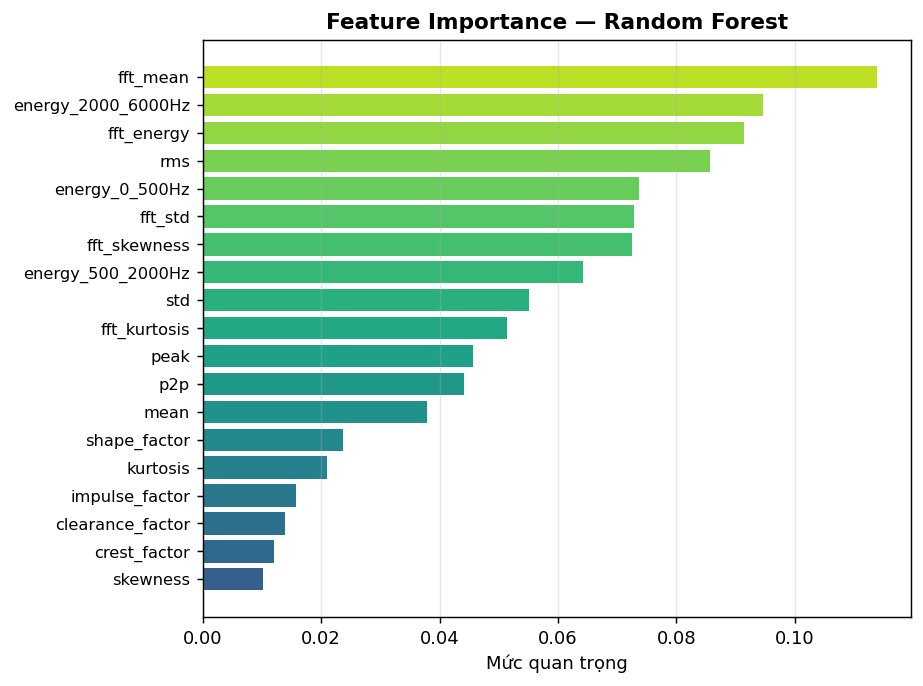 Feature Importance — Random Forest
fft_mean
energy_2000_6000Hz
fft_energy
rms
energy_0_500Hz
fft_std
fft_skewness
energy_500_2000Hz
std
fft_kurtosis
peak
p2p
mean
shape_factor
kurtosis
impulse_factor
clearance_factor
crest_factor
skewness
0.00 0.02 0.04 0.06 0.08 0.10
Mức quan trọng